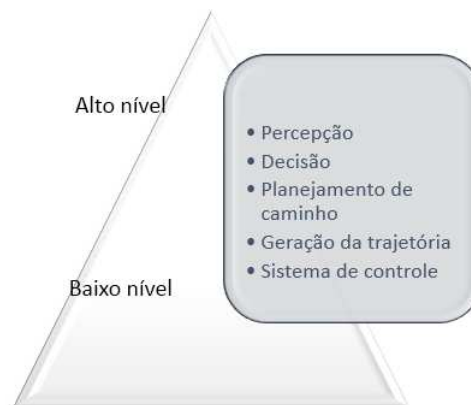 Alto nível
• Percepção
• Decisão
• Planejamento de
caminho
• Geração da trajetória
• Sistema de controle
Baixo nível